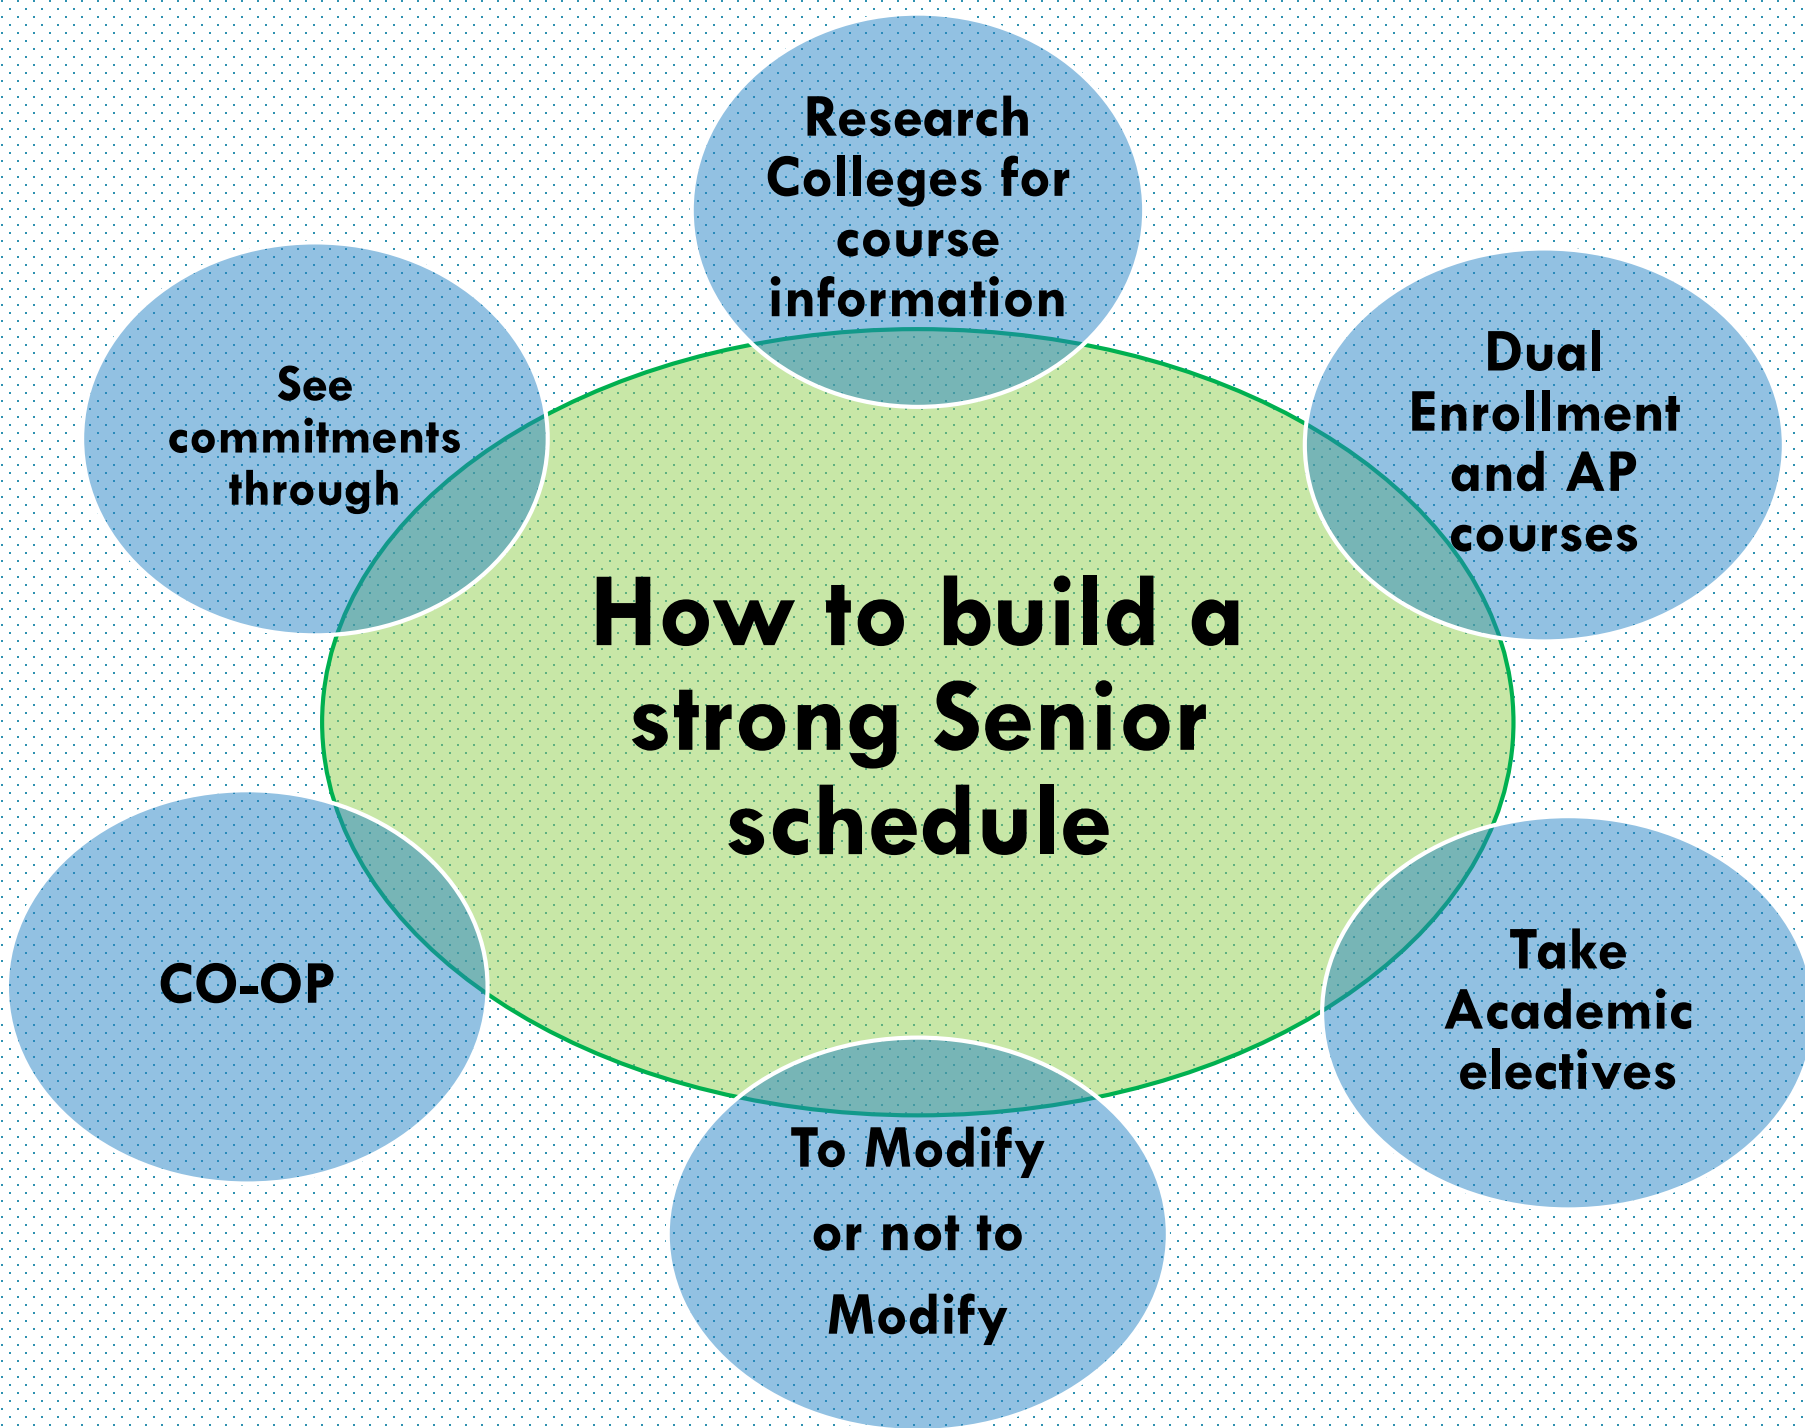 Research
Colleges for
course
information
Dual
Enrollment
and AP
courses
Take
Academic
electives
To Modify
or not to
Modify
CO-OP
See
commitments
through
How to build a
strong Senior
schedule